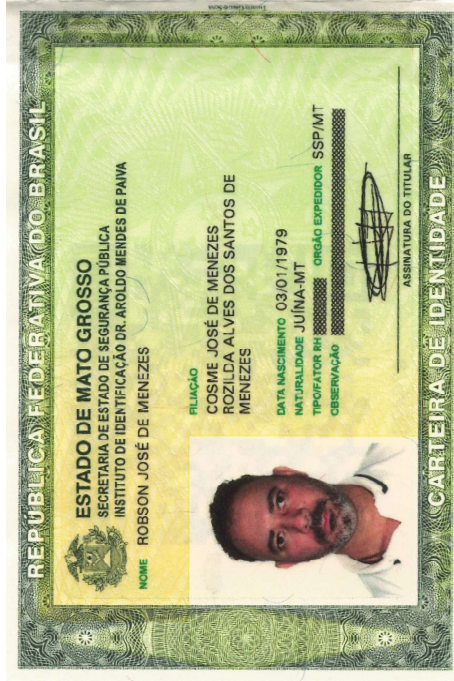 REPÚBLICA FEDERATIVA DO BRASIL
ESTADO DE MATO GROSSO
SECRETARIA DE ESTADO DE SEGURANÇA PÚBLICA
INSTITUTO DE IDENTIFICAÇÃO DR. AROLDO MENDES DE PAIVA
NOME ROBSON JOSÉ DE MENEZES
FILIAÇÃO
COSME JOSÉ DE MENEZES
ROZILDA ALVES DOS SANTOS DE
MENEZES
DATA NASCIMENTO 03/01/1979
NATURALIDADE JUÍNA-MT
TIPO/FATOR RH ORGÃO EXPEDIDOR SSP/MT
OBSERVAÇÃO
ASSINATURA DO TITULAR
CARTEIRA DE IDENTIDADE